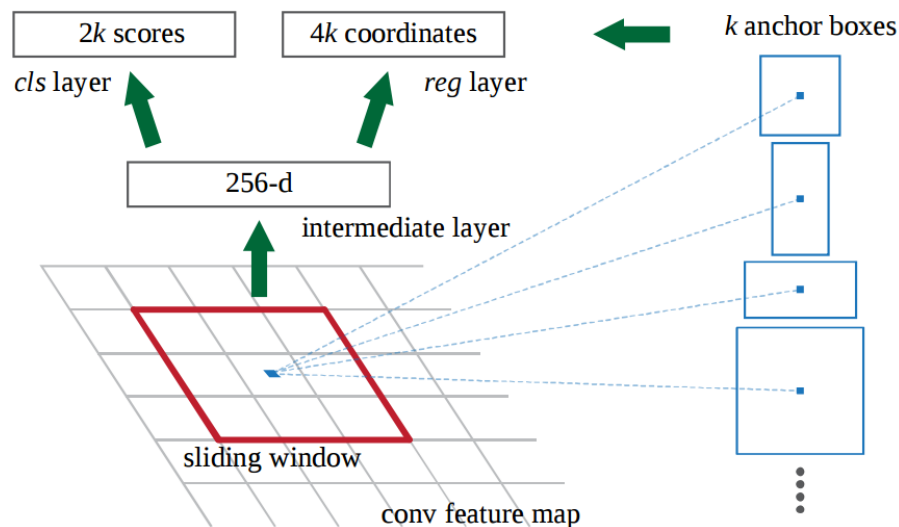 2k scores
4k coordinates
k anchor boxes
cls layer
reg layer
256-d
intermediate layer
sliding window
conv feature map